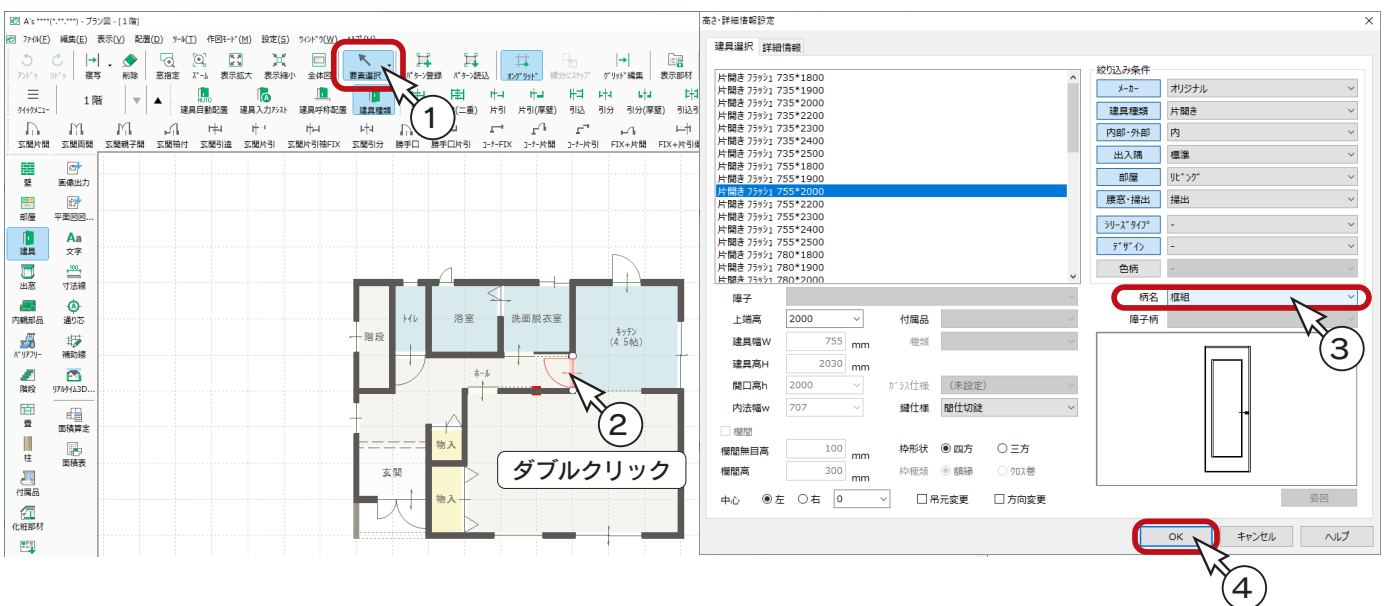 A's ****(*.**.***) - プラン図 - [1 階]
ﾌｧｲﾙ(F) 編集(E) 表示(V) 配置(D) ﾂｰﾙ(T) 作図ﾓｰﾄﾞ(M) 設定(S) ｳｨﾝﾄﾞｳ(W) ﾍﾙﾌﾟ(H)
ｱﾝﾄﾞｩ ﾘﾄﾞｩ 複写 削除 窓指定 ｽﾞｰﾑ 表示拡大 表示縮小 全体図 要素選択 ﾊﾟﾀｰﾝ登録 ﾊﾟﾀｰﾝ読込 ｵﾝｸﾞﾘｯﾄﾞ 線分にｽﾅｯﾌﾟ ｸﾞﾘｯﾄﾞ編集 表示部材
ｸｲｯｸﾒﾆｭｰ 1 階 建具自動配置 建具入力ｱｼｽﾄ 建具呼称配置 建具種類 (二重) 片引 片引(厚壁) 引込 引分 引分(厚壁) 引込引
玄関片開 玄関両開 玄関親子開 玄関袖付 玄関引違 玄関片引 玄関片引袖FIX 玄関引分 勝手口 勝手口片引 ｺｰﾅｰFIX ｺｰﾅｰ片開 ｺｰﾅｰ片引 FIX+片開 FIX+片引
①
壁 画像出力
部屋 平面図図...
建具 文字
Aa
出窓 寸法線
100
内観部品 通り芯
ﾊﾞﾘｱﾌﾘｰ 補助線
階段 ﾘｱﾙﾀｲﾑ3D...
畳 面積算定
柱 面積表
付属品
化粧部材
階段
ﾄｲﾚ
浴室
洗面脱衣室
ｷｯﾁﾝ
(4.5帖)
ﾎｰﾙ
物入
玄関
物入
②
ダブルクリック
高さ・詳細情報設定
建具選択 詳細情報
片開き ﾌﾗｯｼｭ 735*1800
片開き ﾌﾗｯｼｭ 735*1900
片開き ﾌﾗｯｼｭ 735*2000
片開き ﾌﾗｯｼｭ 735*2200
片開き ﾌﾗｯｼｭ 735*2300
片開き ﾌﾗｯｼｭ 735*2400
片開き ﾌﾗｯｼｭ 735*2500
片開き ﾌﾗｯｼｭ 755*1800
片開き ﾌﾗｯｼｭ 755*1900
片開き ﾌﾗｯｼｭ 755*2000
片開き ﾌﾗｯｼｭ 755*2200
片開き ﾌﾗｯｼｭ 755*2300
片開き ﾌﾗｯｼｭ 755*2400
片開き ﾌﾗｯｼｭ 755*2500
片開き ﾌﾗｯｼｭ 780*1800
片開き ﾌﾗｯｼｭ 780*1900
片開き ﾌﾗｯｼｭ 780*2000
絞り込み条件
ﾒｰｶｰ オリジナル
建具種類 片開き
内部・外部 内
出入隅 標準
部屋 ﾘﾋﾞﾝｸﾞ
腰窓・掃出 掃出
ｼﾘｰｽﾞﾀｲﾌﾟ -
ﾃﾞｻﾞｲﾝ -
色柄 -
柄名 框組
障子柄
③
障子
上端高 2000 付属品
建具幅W 755 mm 種類
建具高H 2030 mm
開口高h 2000 ｶﾞﾗｽ仕様 (未設定)
内法幅w 707 鍵仕様 間仕切錠
欄間
欄間無目高 100 mm 枠形状 四方 三方
欄間高 300 mm 枠種類 額縁 ｸﾛｽ巻
中心 左 右 0 吊元変更 方向変更
姿図
OK キャンセル ヘルプ
④